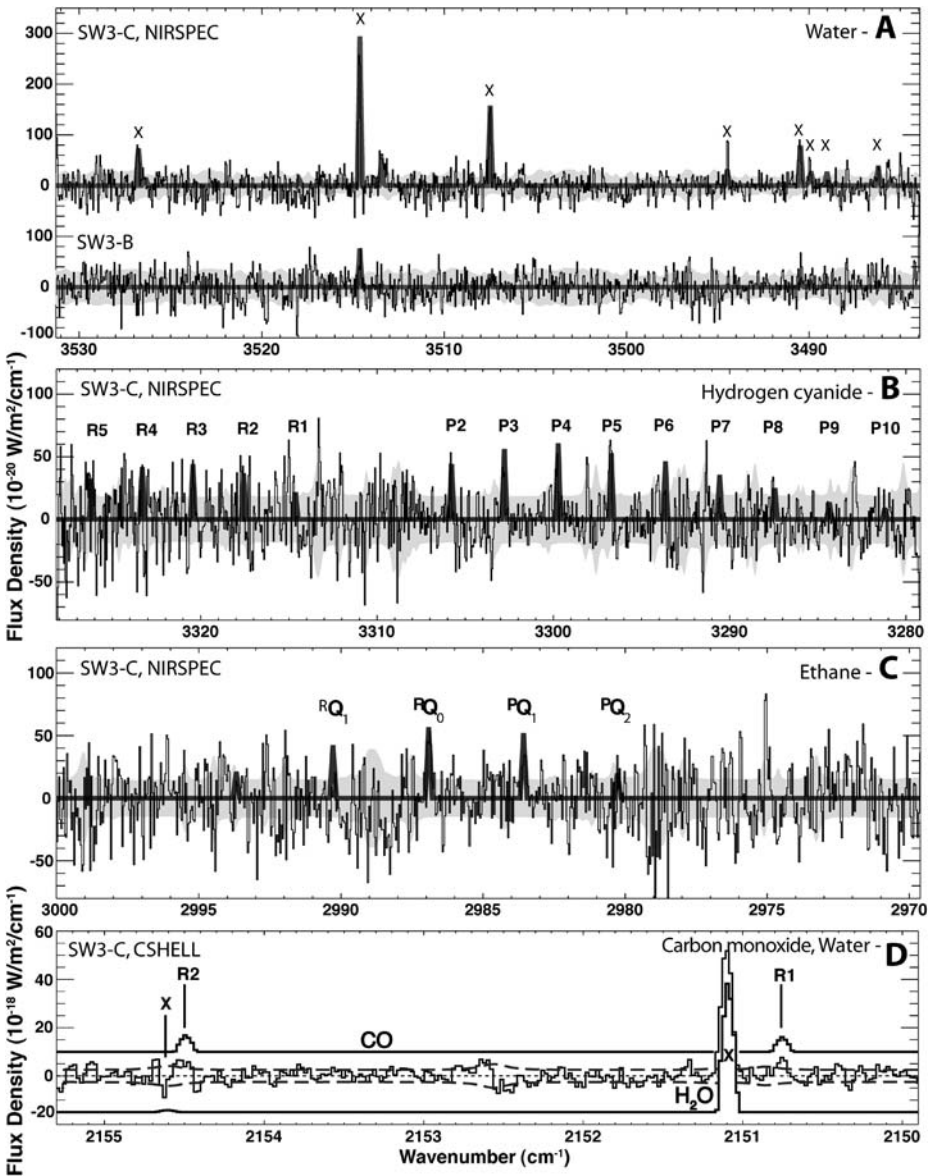 SW3-C, NIRSPEC
Water - A
X X X X X X X X
300
200
100
0
SW3-B
100
0
-100
3530 3520 3510 3500 3490
SW3-C, NIRSPEC
Hydrogen cyanide - B
R5 R4 R3 R2 R1 P2 P3 P4 P5 P6 P7 P8 P9 P10
100
50
0
-50
3320 3310 3300 3290 3280
Flux Density (10⁻²⁰ W/m²/cm⁻¹)
SW3-C, NIRSPEC
Ethane - C
ᴿQ₁ ᴿQ₀ ᴾQ₁ ᴾQ₂
100
50
0
-50
3000 2995 2990 2985 2980 2975 2970
SW3-C, CSHELL
Carbon monoxide, Water - D
X R2 R1
CO
X
H₂O
60
40
20
0
-20
2155 2154 2153 2152 2151 2150
Flux Density (10⁻¹⁸ W/m²/cm⁻¹)
Wavenumber (cm⁻¹)